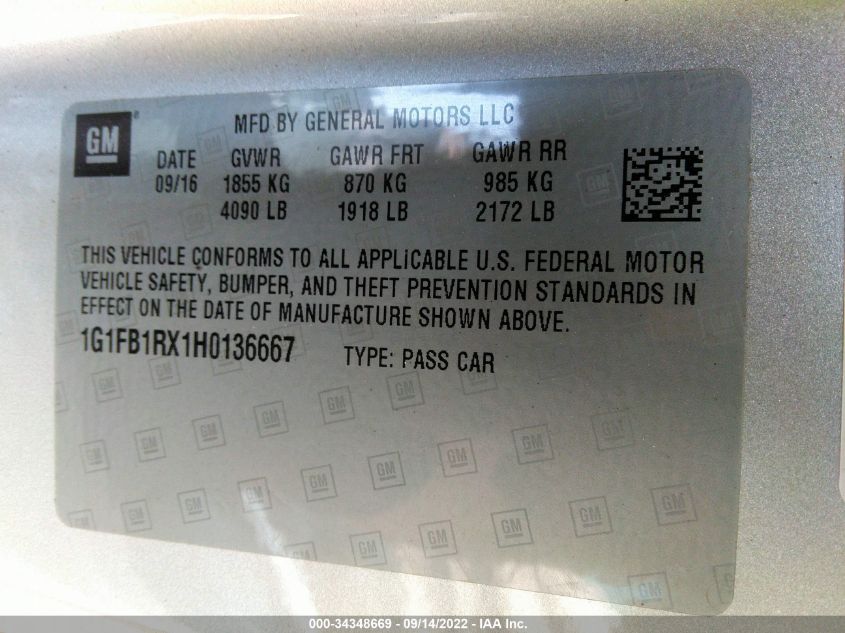 GM
MFD BY GENERAL MOTORS LLC
DATE GVWR GAWR FRT GAWR RR
09/16 1855 KG 870 KG 985 KG
4090 LB 1918 LB 2172 LB
THIS VEHICLE CONFORMS TO ALL APPLICABLE U.S. FEDERAL MOTOR
VEHICLE SAFETY, BUMPER, AND THEFT PREVENTION STANDARDS IN
EFFECT ON THE DATE OF MANUFACTURE SHOWN ABOVE.
1G1FB1RX1H0136667 TYPE: PASS CAR
000-34348669 - 09/14/2022 - IAA Inc.